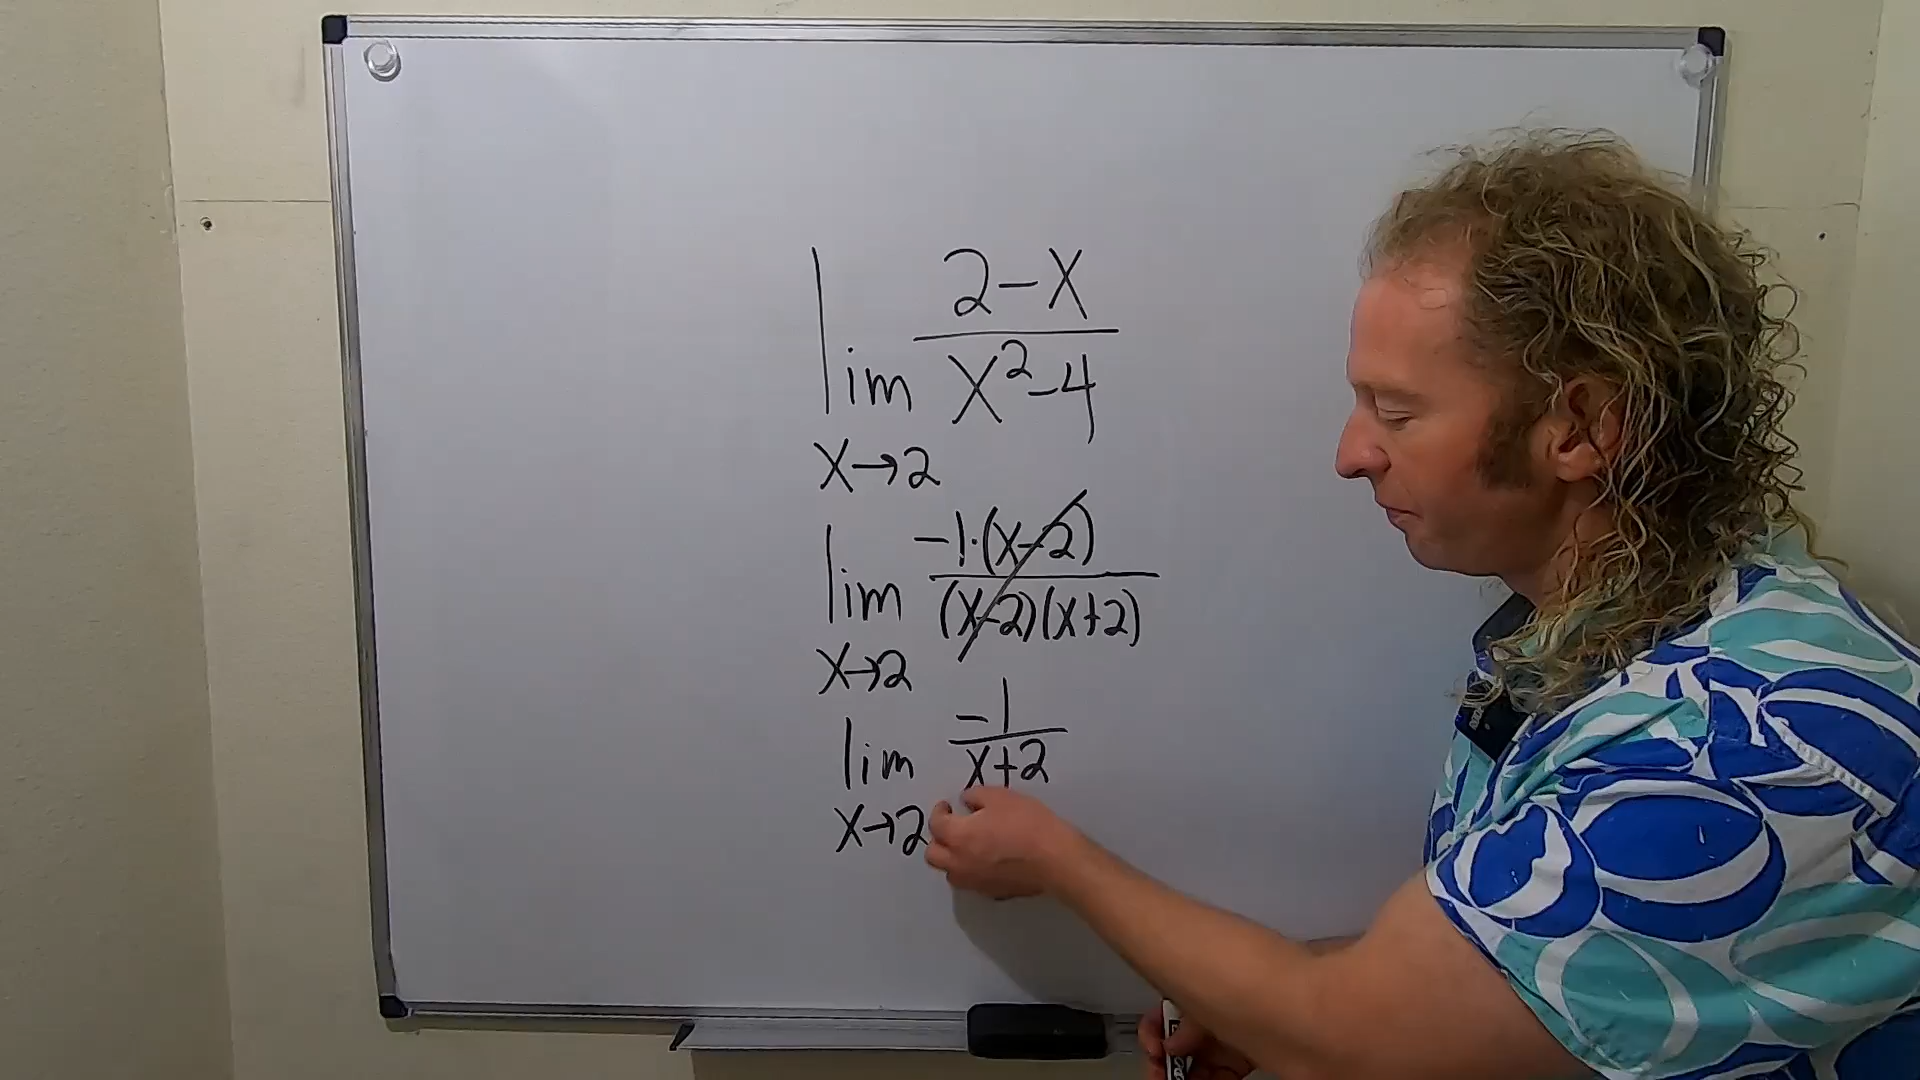 lim 2-x / x²-4
x→2
lim -1·(x-2) / (x-2)(x+2)
x→2
lim -1 / x+2
x→2